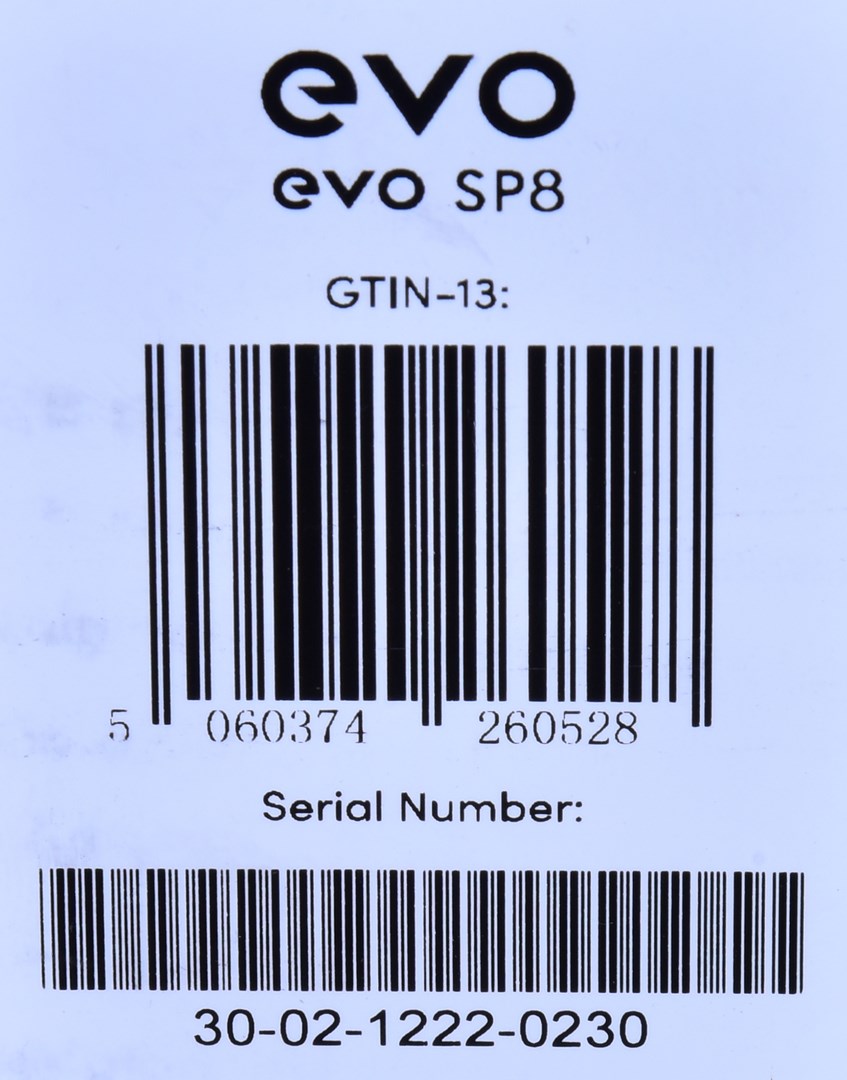 evo
evo SP8
GTIN-13:
5 060374 260528
Serial Number:
30-02-1222-0230